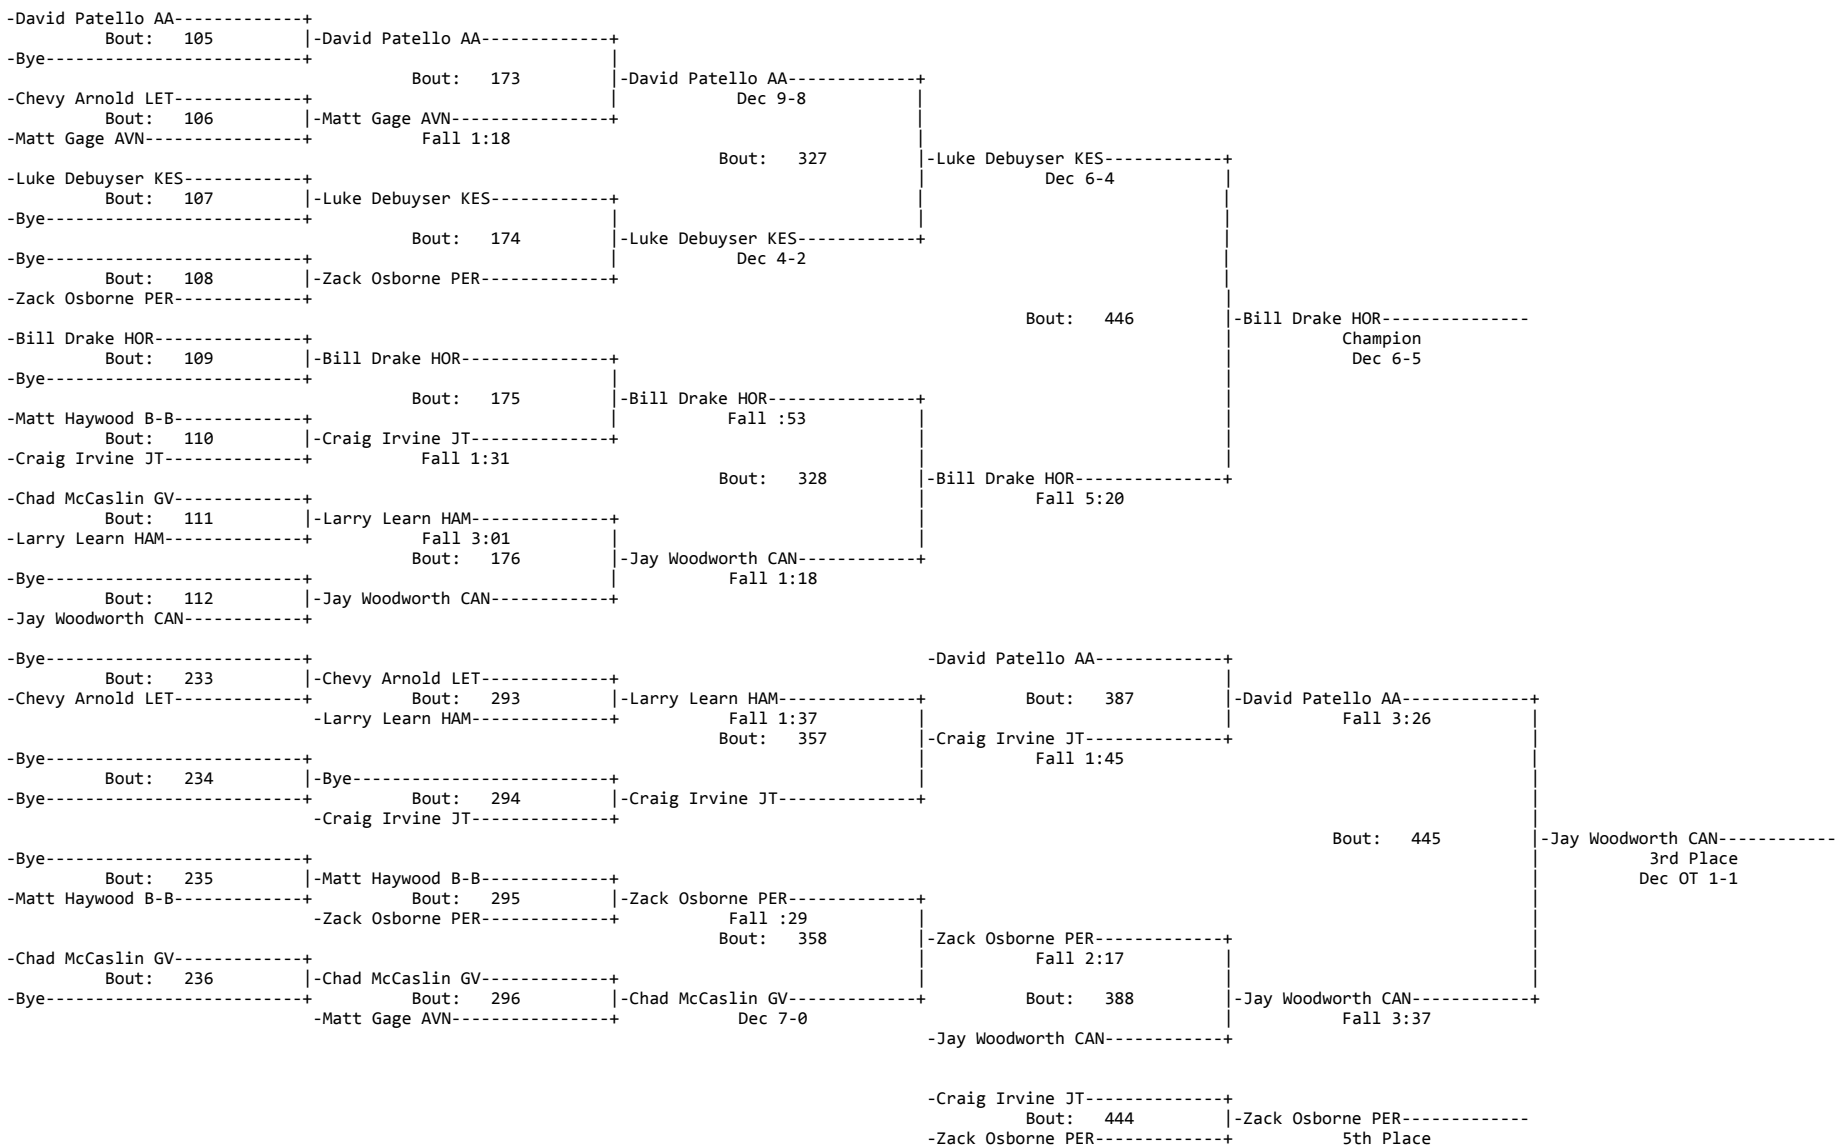 -David Patello AA-------------+
Bout: 105 |-David Patello AA-------------+
-Bye--------------------------+ |
Bout: 173 |-David Patello AA-------------+
-Chevy Arnold LET-------------+ | Dec 9-8 |
Bout: 106 |-Matt Gage AVN----------------+ |
-Matt Gage AVN----------------+ Fall 1:18 |
Bout: 327 |-Luke Debuyser KES------------+
-Luke Debuyser KES------------+ | Dec 6-4 |
Bout: 107 |-Luke Debuyser KES------------+ | |
-Bye--------------------------+ | | |
Bout: 174 |-Luke Debuyser KES------------+ |
-Bye--------------------------+ | Dec 4-2 |
Bout: 108 |-Zack Osborne PER-------------+ |
-Zack Osborne PER-------------+ |
Bout: 446 |-Bill Drake HOR---------------
-Bill Drake HOR---------------+ | Champion
Bout: 109 |-Bill Drake HOR---------------+ | Dec 6-5
-Bye--------------------------+ | |
Bout: 175 |-Bill Drake HOR---------------+ |
-Matt Haywood B-B-------------+ | Fall :53 | |
Bout: 110 |-Craig Irvine JT--------------+ | |
-Craig Irvine JT--------------+ Fall 1:31 | |
Bout: 328 |-Bill Drake HOR---------------+
-Chad McCaslin GV-------------+ | Fall 5:20
Bout: 111 |-Larry Learn HAM--------------+ |
-Larry Learn HAM--------------+ Fall 3:01 | |
Bout: 176 |-Jay Woodworth CAN------------+
-Bye--------------------------+ | Fall 1:18
Bout: 112 |-Jay Woodworth CAN------------+
-Jay Woodworth CAN------------+
-Bye--------------------------+ -David Patello AA-------------+
Bout: 233 |-Chevy Arnold LET-------------+ |
-Chevy Arnold LET-------------+ Bout: 293 |-Larry Learn HAM--------------+ Bout: 387 |-David Patello AA-------------+
-Larry Learn HAM--------------+ Fall 1:37 | | Fall 3:26 |
Bout: 357 |-Craig Irvine JT--------------+ |
-Bye--------------------------+ | Fall 1:45 |
Bout: 234 |-Bye--------------------------+ | |
-Bye--------------------------+ Bout: 294 |-Craig Irvine JT--------------+ |
-Craig Irvine JT--------------+ |
Bout: 445 |-Jay Woodworth CAN------------
-Bye--------------------------+ | 3rd Place
Bout: 235 |-Matt Haywood B-B-------------+ | Dec OT 1-1
-Matt Haywood B-B-------------+ Bout: 295 |-Zack Osborne PER-------------+ |
-Zack Osborne PER-------------+ Fall :29 | |
Bout: 358 |-Zack Osborne PER-------------+ |
-Chad McCaslin GV-------------+ | Fall 2:17 | |
Bout: 236 |-Chad McCaslin GV-------------+ | | |
-Bye--------------------------+ Bout: 296 |-Chad McCaslin GV-------------+ Bout: 388 |-Jay Woodworth CAN------------+
-Matt Gage AVN----------------+ Dec 7-0 | Fall 3:37
-Jay Woodworth CAN------------+
-Craig Irvine JT--------------+
Bout: 444 |-Zack Osborne PER-------------
-Zack Osborne PER-------------+ 5th Place